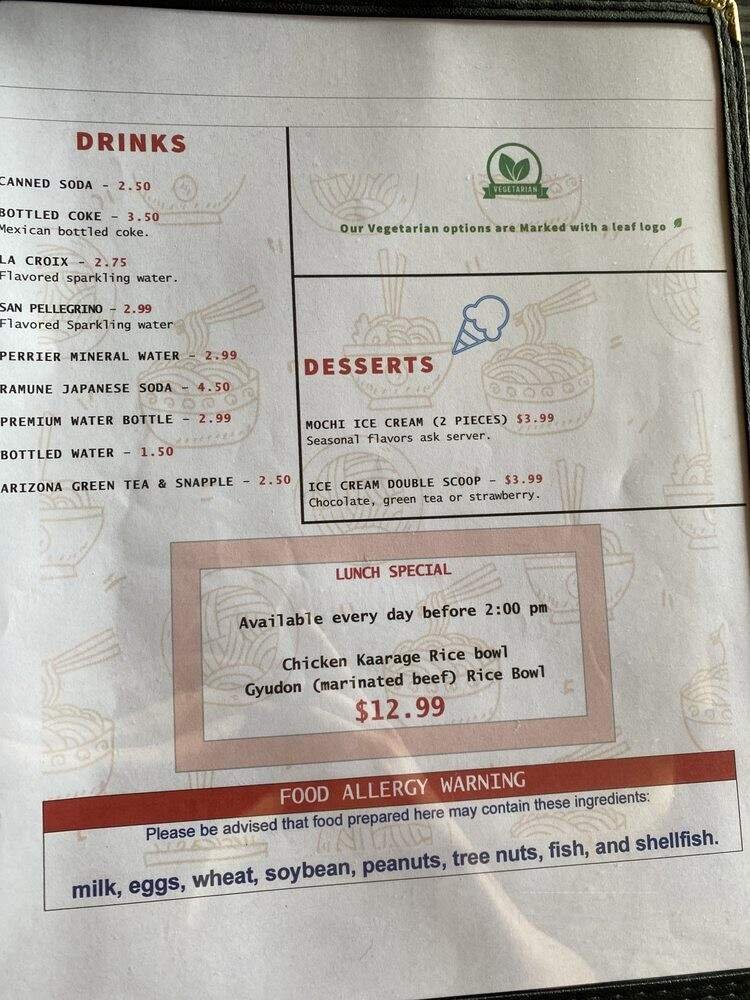 DRINKS
CANNED SODA - 2.50
BOTTLED COKE - 3.50
Mexican bottled coke.
LA CROIX - 2.75
Flavored sparkling water.
SAN PELLEGRINO - 2.99
Flavored Sparkling water
PERRIER MINERAL WATER - 2.99
RAMUNE JAPANESE SODA - 4.50
PREMIUM WATER BOTTLE - 2.99
BOTTLED WATER - 1.50
ARIZONA GREEN TEA & SNAPPLE - 2.50
VEGETARIAN
Our Vegetarian options are Marked with a leaf logo
DESSERTS
MOCHI ICE CREAM (2 PIECES) $3.99
Seasonal flavors ask server.
ICE CREAM DOUBLE SCOOP - $3.99
Chocolate, green tea or strawberry.
LUNCH SPECIAL
Available every day before 2:00 pm
Chicken Kaarage Rice bowl
Gyudon (marinated beef) Rice Bowl
$12.99
FOOD ALLERGY WARNING
Please be advised that food prepared here may contain these ingredients:
milk, eggs, wheat, soybean, peanuts, tree nuts, fish, and shellfish.